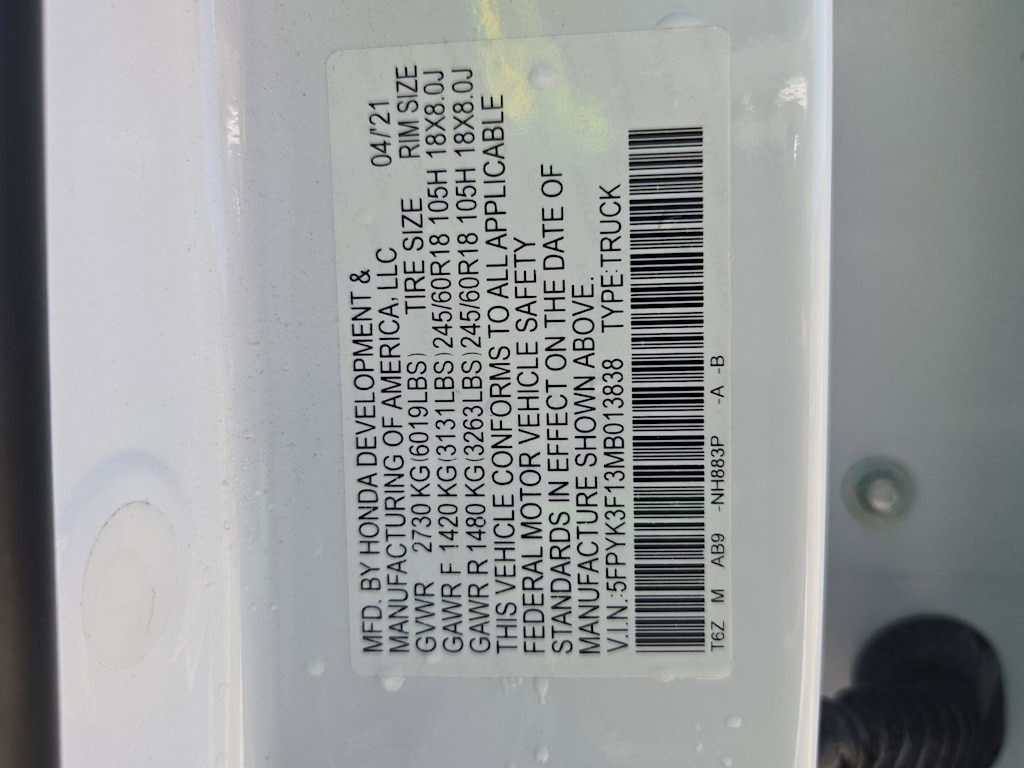 MFD. BY HONDA DEVELOPMENT &
MANUFACTURING OF AMERICA, LLC 04/'21
GVWR 2730 KG(6019LBS) TIRE SIZE RIM SIZE
GAWR F 1420 KG(3131LBS)245/60R18 105H 18X8.0J
GAWR R 1480 KG(3263LBS)245/60R18 105H 18X8.0J
THIS VEHICLE CONFORMS TO ALL APPLICABLE
FEDERAL MOTOR VEHICLE SAFETY
STANDARDS IN EFFECT ON THE DATE OF
MANUFACTURE SHOWN ABOVE.
V.I.N.:5FPYK3F13MB013838 TYPE:TRUCK
T6Z M AB9 -NH883P -A -B